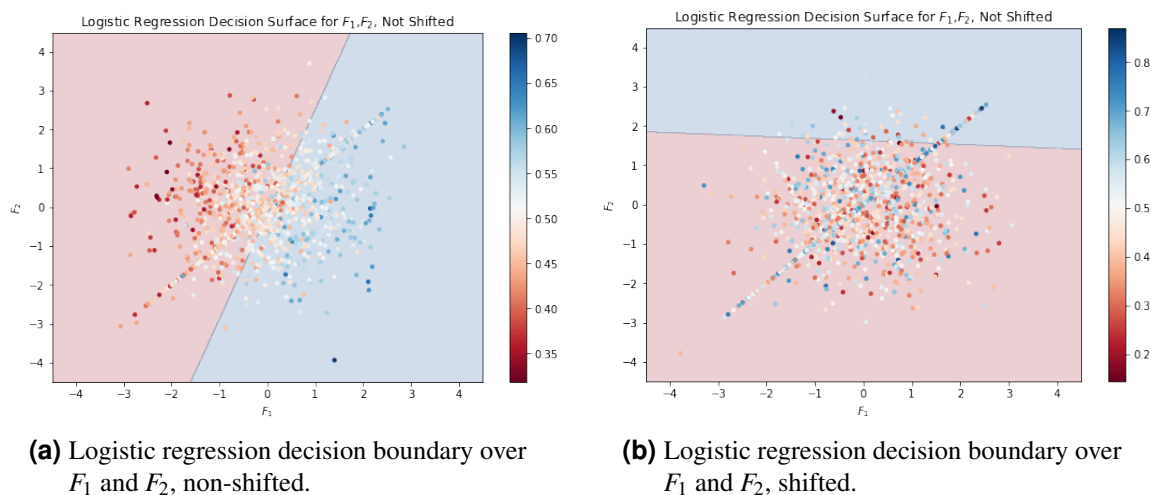 Logistic Regression Decision Surface for F₁,F₂, Not Shifted
4
3
2
1
0
−1
−2
−3
−4
F₂
−4 −3 −2 −1 0 1 2 3 4
F₁
0.70
0.65
0.60
0.55
0.50
0.45
0.40
0.35
(a) Logistic regression decision boundary over
F₁ and F₂, non-shifted.
Logistic Regression Decision Surface for F₁,F₂, Not Shifted
4
3
2
1
0
−1
−2
−3
−4
F₂
−4 −3 −2 −1 0 1 2 3 4
F₁
0.8
0.7
0.6
0.5
0.4
0.3
0.2
(b) Logistic regression decision boundary over
F₁ and F₂, shifted.